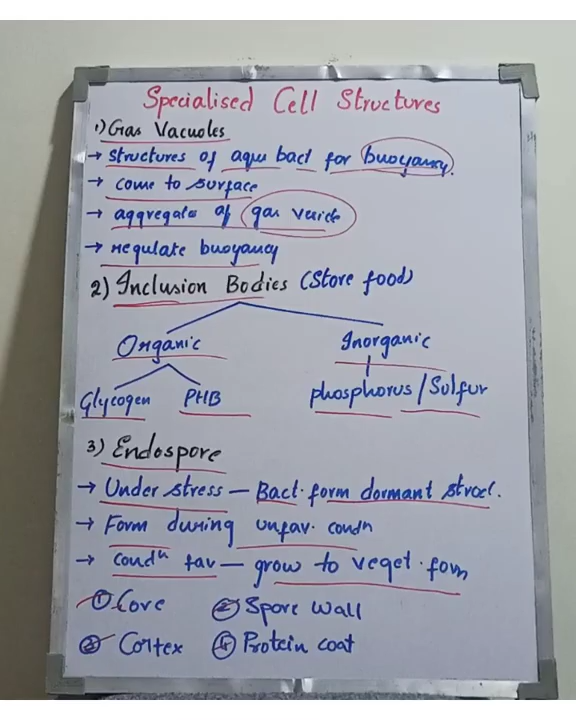 Specialised Cell Structures
1) Gas Vacuoles
→ structures of aqua bact for buoyancy.
→ come to surface
→ aggregate of gas vesicle
→ regulate buoyancy
2) Inclusion Bodies (Store food)
Organic Inorganic
Glycogen PHB phosphorus / Sulfur
3) Endospore
→ Under stress – Bact. form dormant struct.
→ Form during unfav. condn
→ condn fav – grow to veget. form
① Core ② Spore Wall
③ Cortex ④ Protein coat